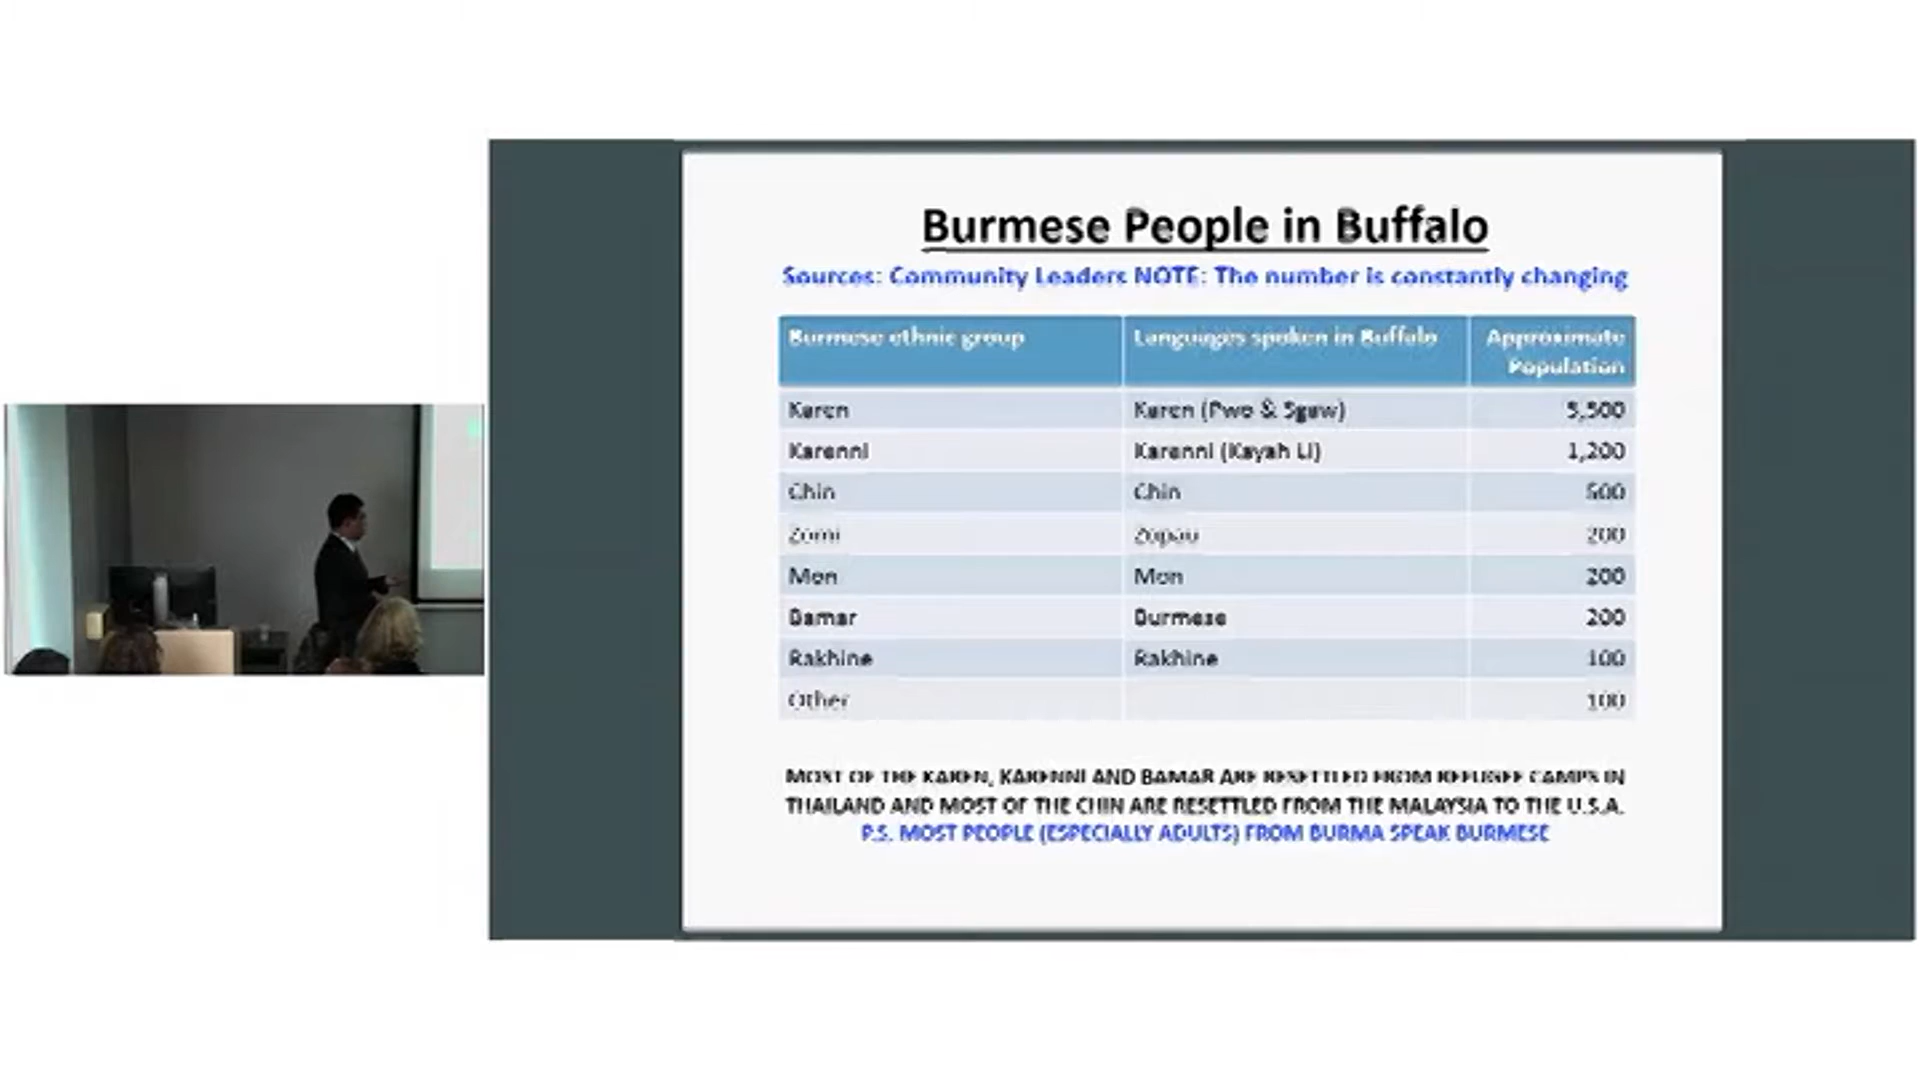 Burmese People in Buffalo
Sources: Community Leaders NOTE: The number is constantly changing
Burmese ethnic group Languages spoken in Buffalo Approximate Population
Karen Karen (Pwo & Sgaw)
Karenni Karenni (Kayah Li) 1,200
Chin Chin
Zomi Zopau 200
Mon Mon 200
Bamar Burmese 200
Rakhine Rakhine 100
Other 100
MOST OF THE KAREN, KARENNI AND BAMAR ARE RESETTLED FROM REFUGEE CAMPS IN
THAILAND AND MOST OF THE CHIN ARE RESETTLED FROM THE MALAYSIA TO THE U.S.A.
P.S. MOST PEOPLE (ESPECIALLY ADULTS) FROM BURMA SPEAK BURMESE